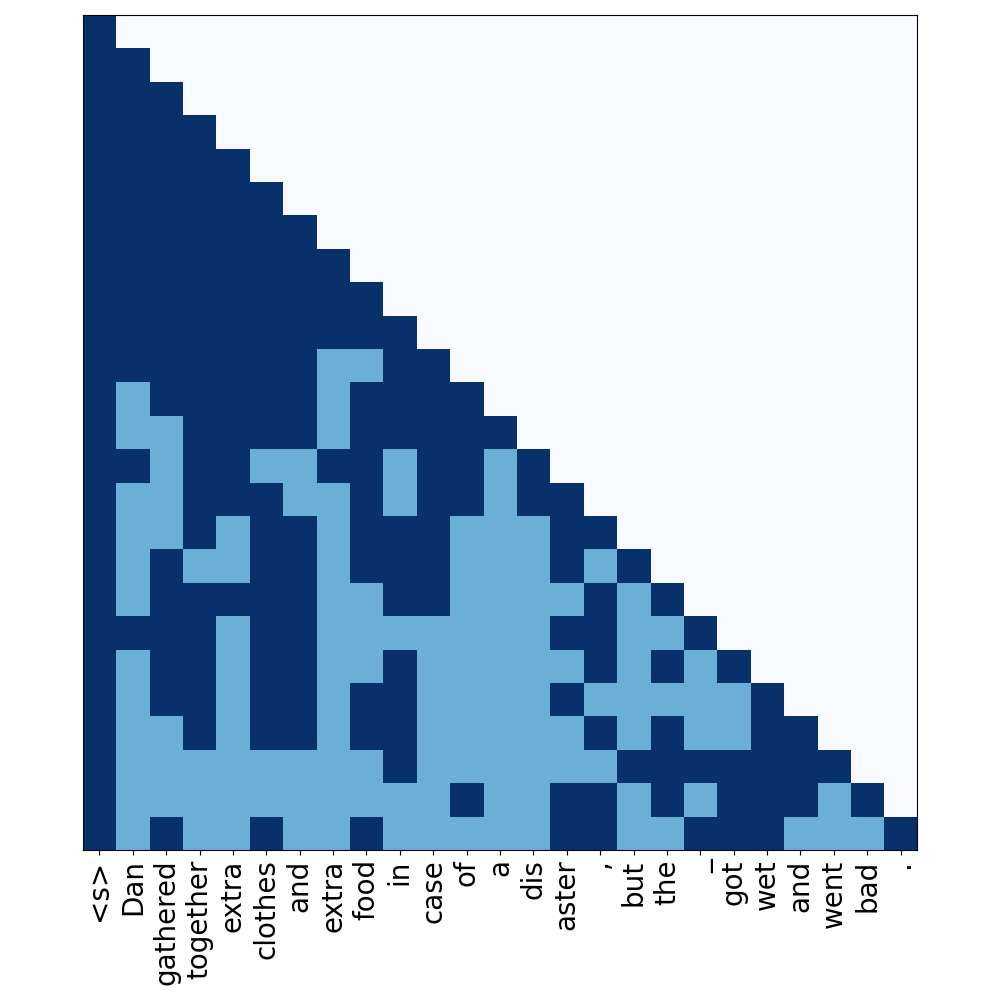 <s>
Dan
gathered
together
extra
clothes
and
extra
food
in
case
of
a
dis
aster
,
but
the
_
got
wet
and
went
bad
.